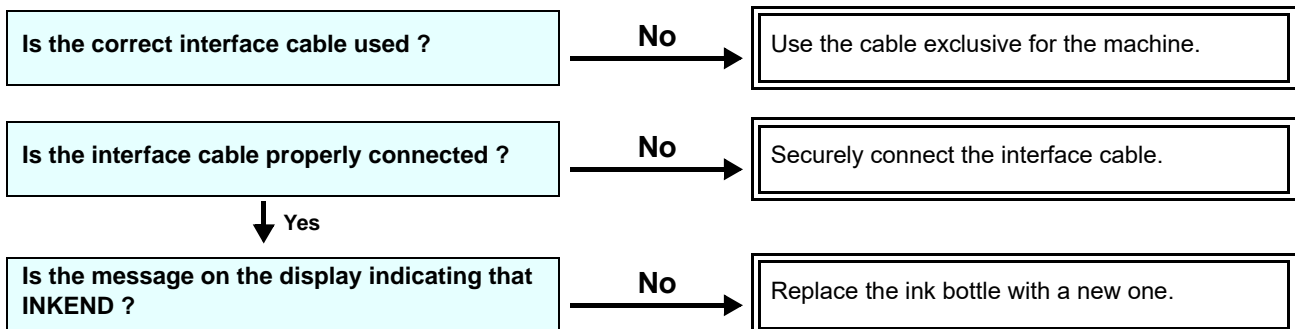 Is the correct interface cable used ?
No
Use the cable exclusive for the machine.
Is the interface cable properly connected ?
No
Securely connect the interface cable.
Yes
Is the message on the display indicating that
INKEND ?
No
Replace the ink bottle with a new one.